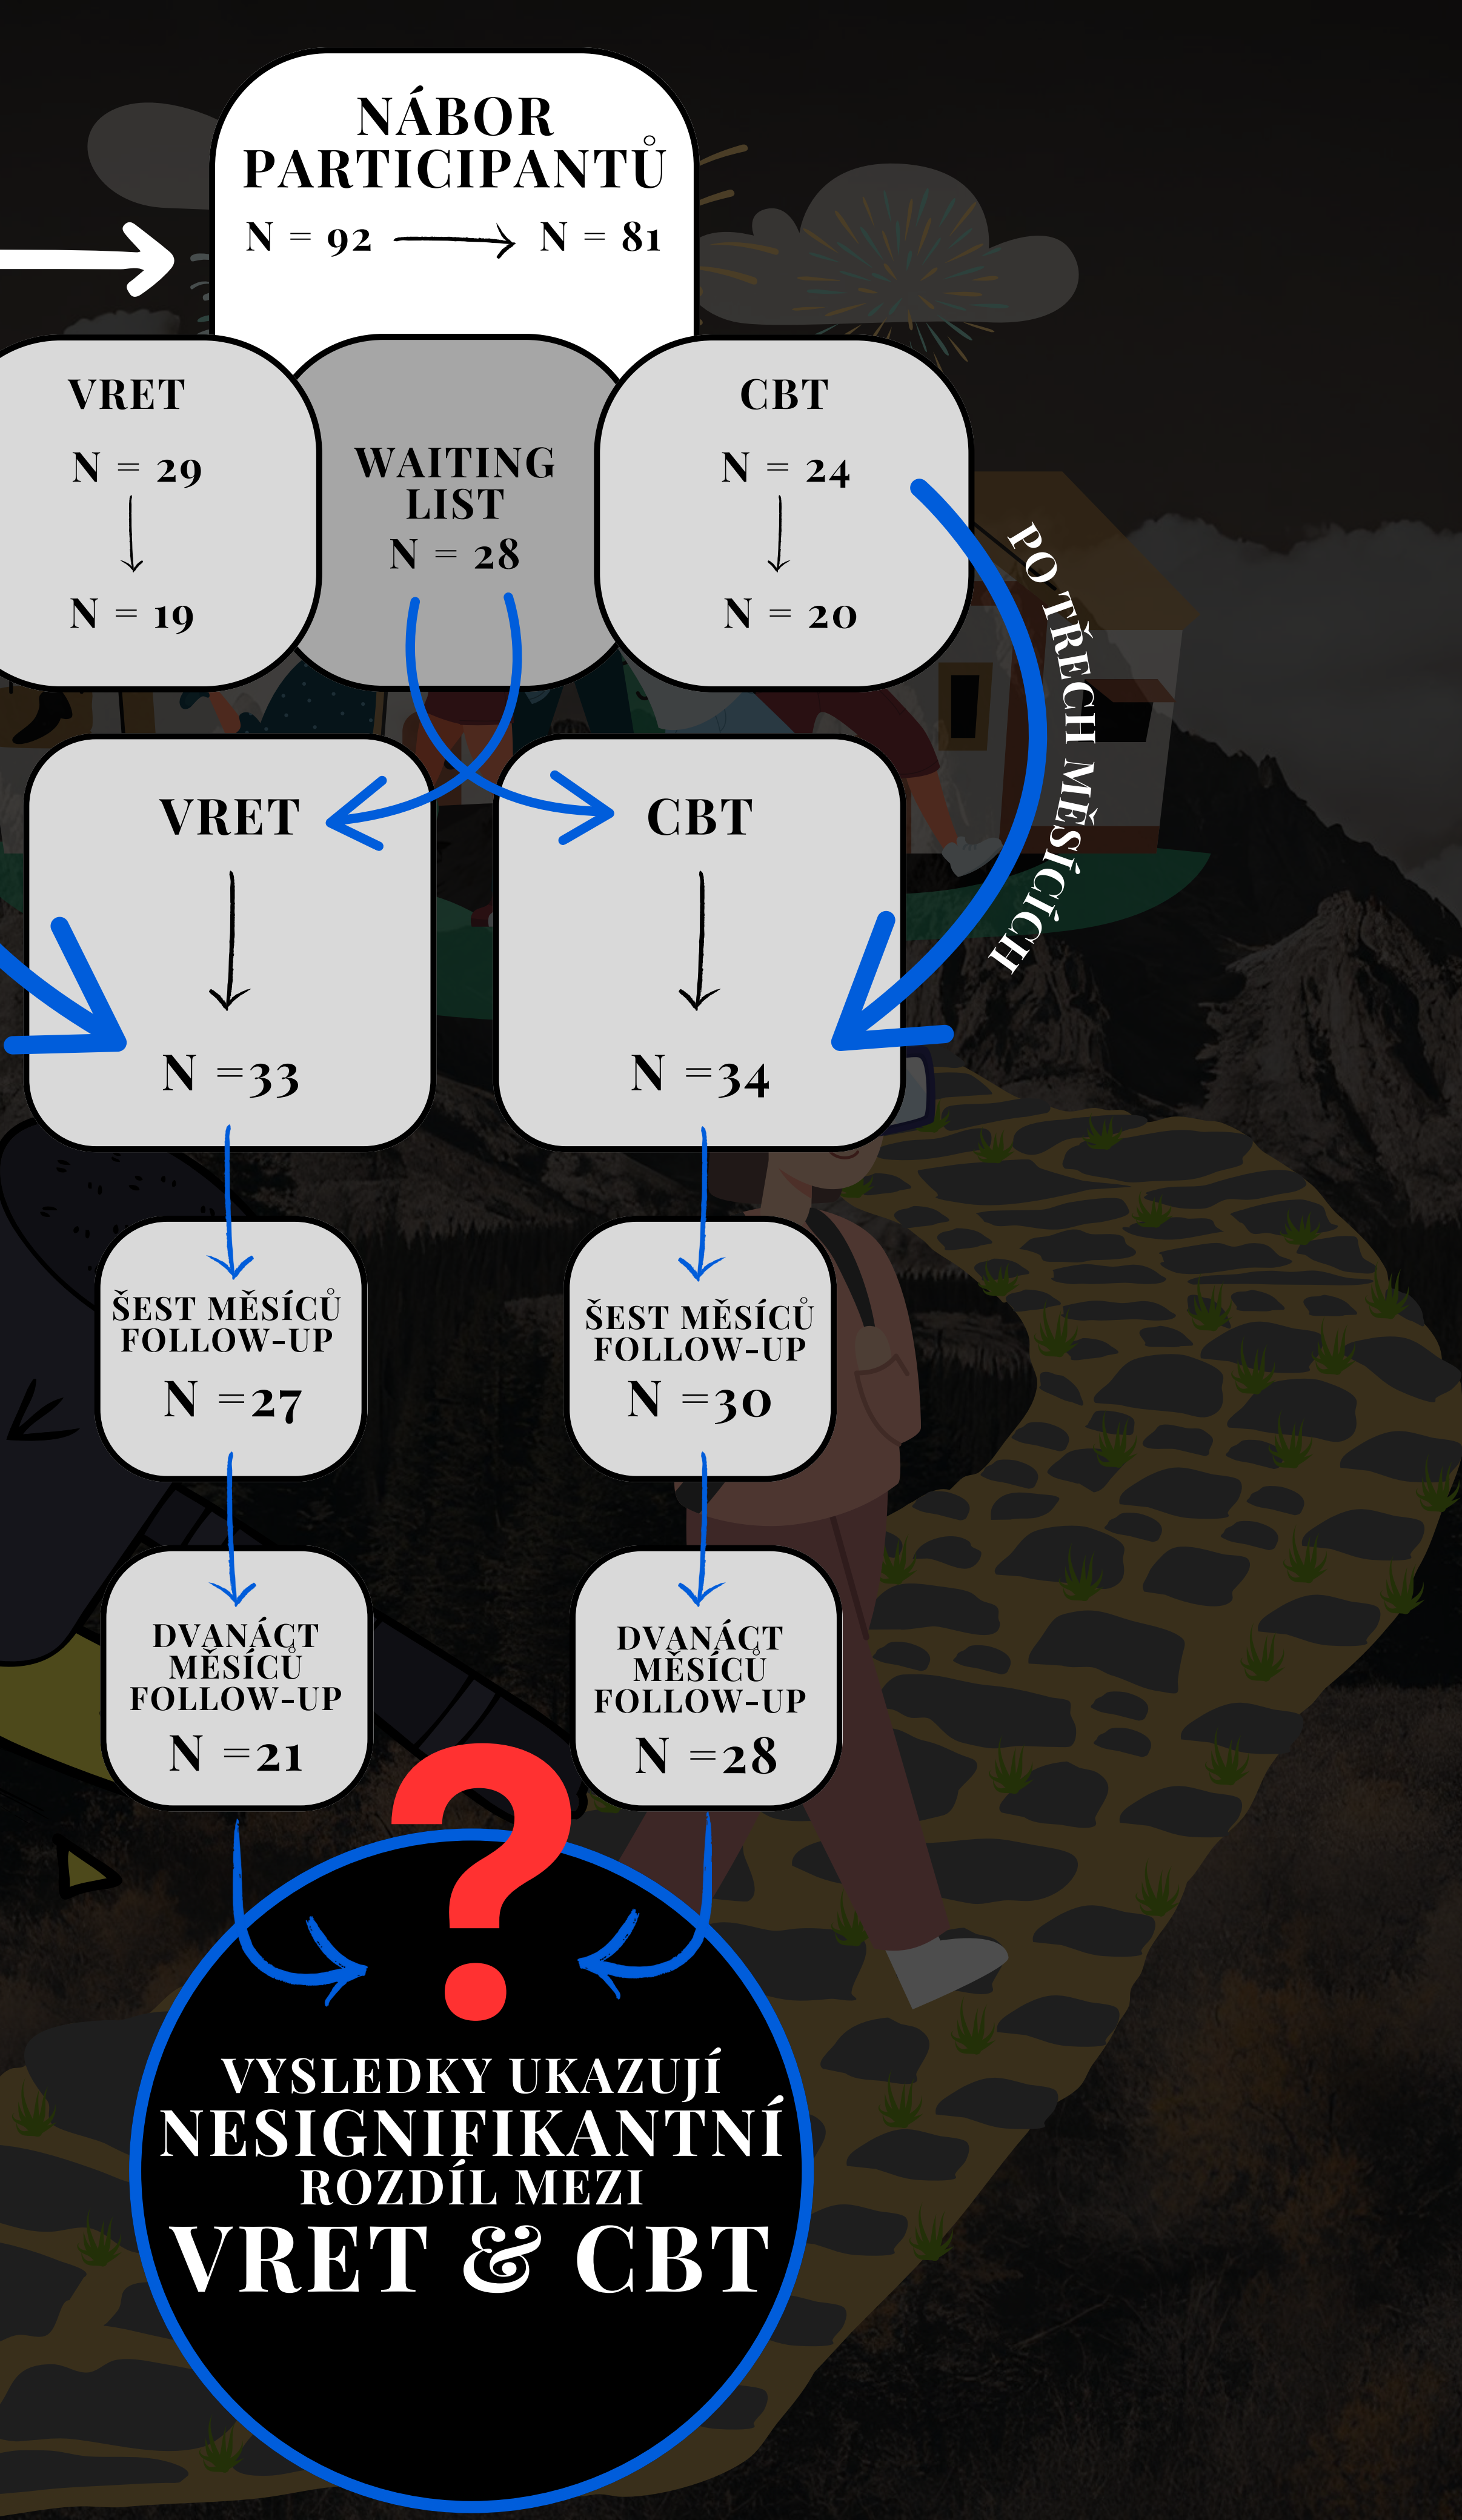 NÁBOR
PARTICIPANTŮ
N = 92 N = 81
VRET
N = 29
N = 19
WAITING
LIST
N = 28
CBT
N = 24
N = 20
PO TŘECH MĚSÍCÍCH
VRET
N =33
CBT
N =34
ŠEST MĚSÍCŮ
FOLLOW-UP
N =27
ŠEST MĚSÍCŮ
FOLLOW-UP
N =30
DVANÁCT
MĚSÍCŮ
FOLLOW-UP
N =21
DVANÁCT
MĚSÍCŮ
FOLLOW-UP
N =28
?
VYSLEDKY UKAZUJÍ
NESIGNIFIKANTNÍ
ROZDÍL MEZI
VRET & CBT